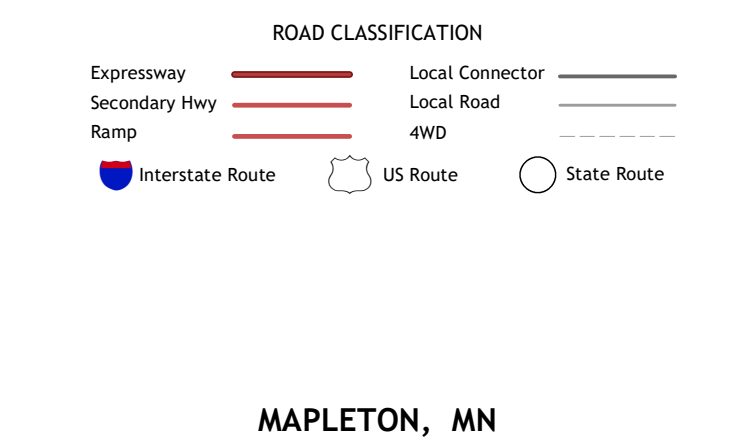 ROAD CLASSIFICATION
Expressway
Local Connector
Secondary Hwy
Local Road
Ramp
4WD
Interstate Route
US Route
State Route
MAPLETON, MN